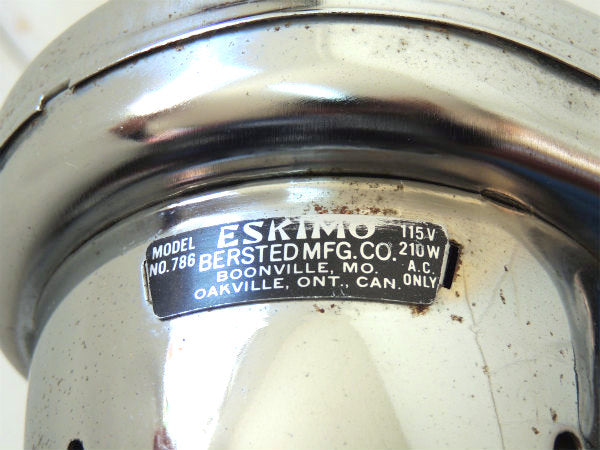 ESKIMO
MODEL NO. 786
BERSTED MFG. CO.
BOONVILLE, MO.
OAKVILLE, ONT., CAN.
115 V
210 W
A.C.
ONLY